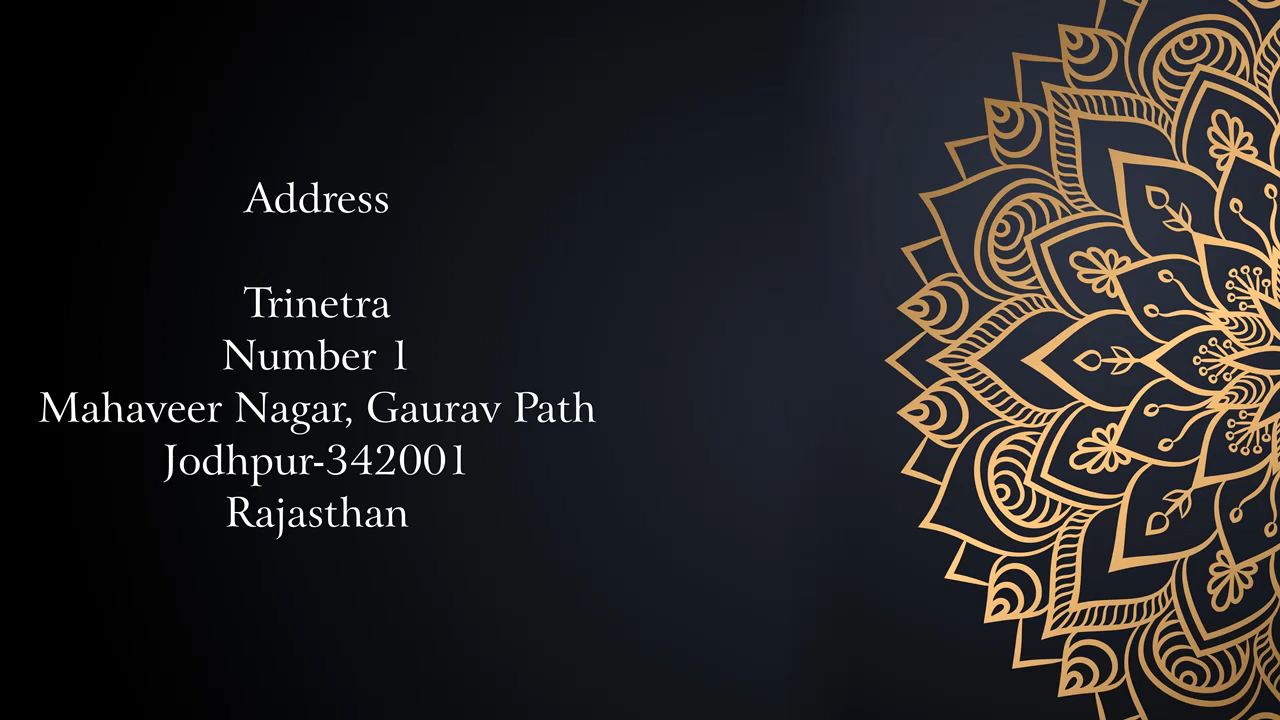 Address
Trinetra
Number 1
Mahaveer Nagar, Gaurav Path
Jodhpur-342001
Rajasthan